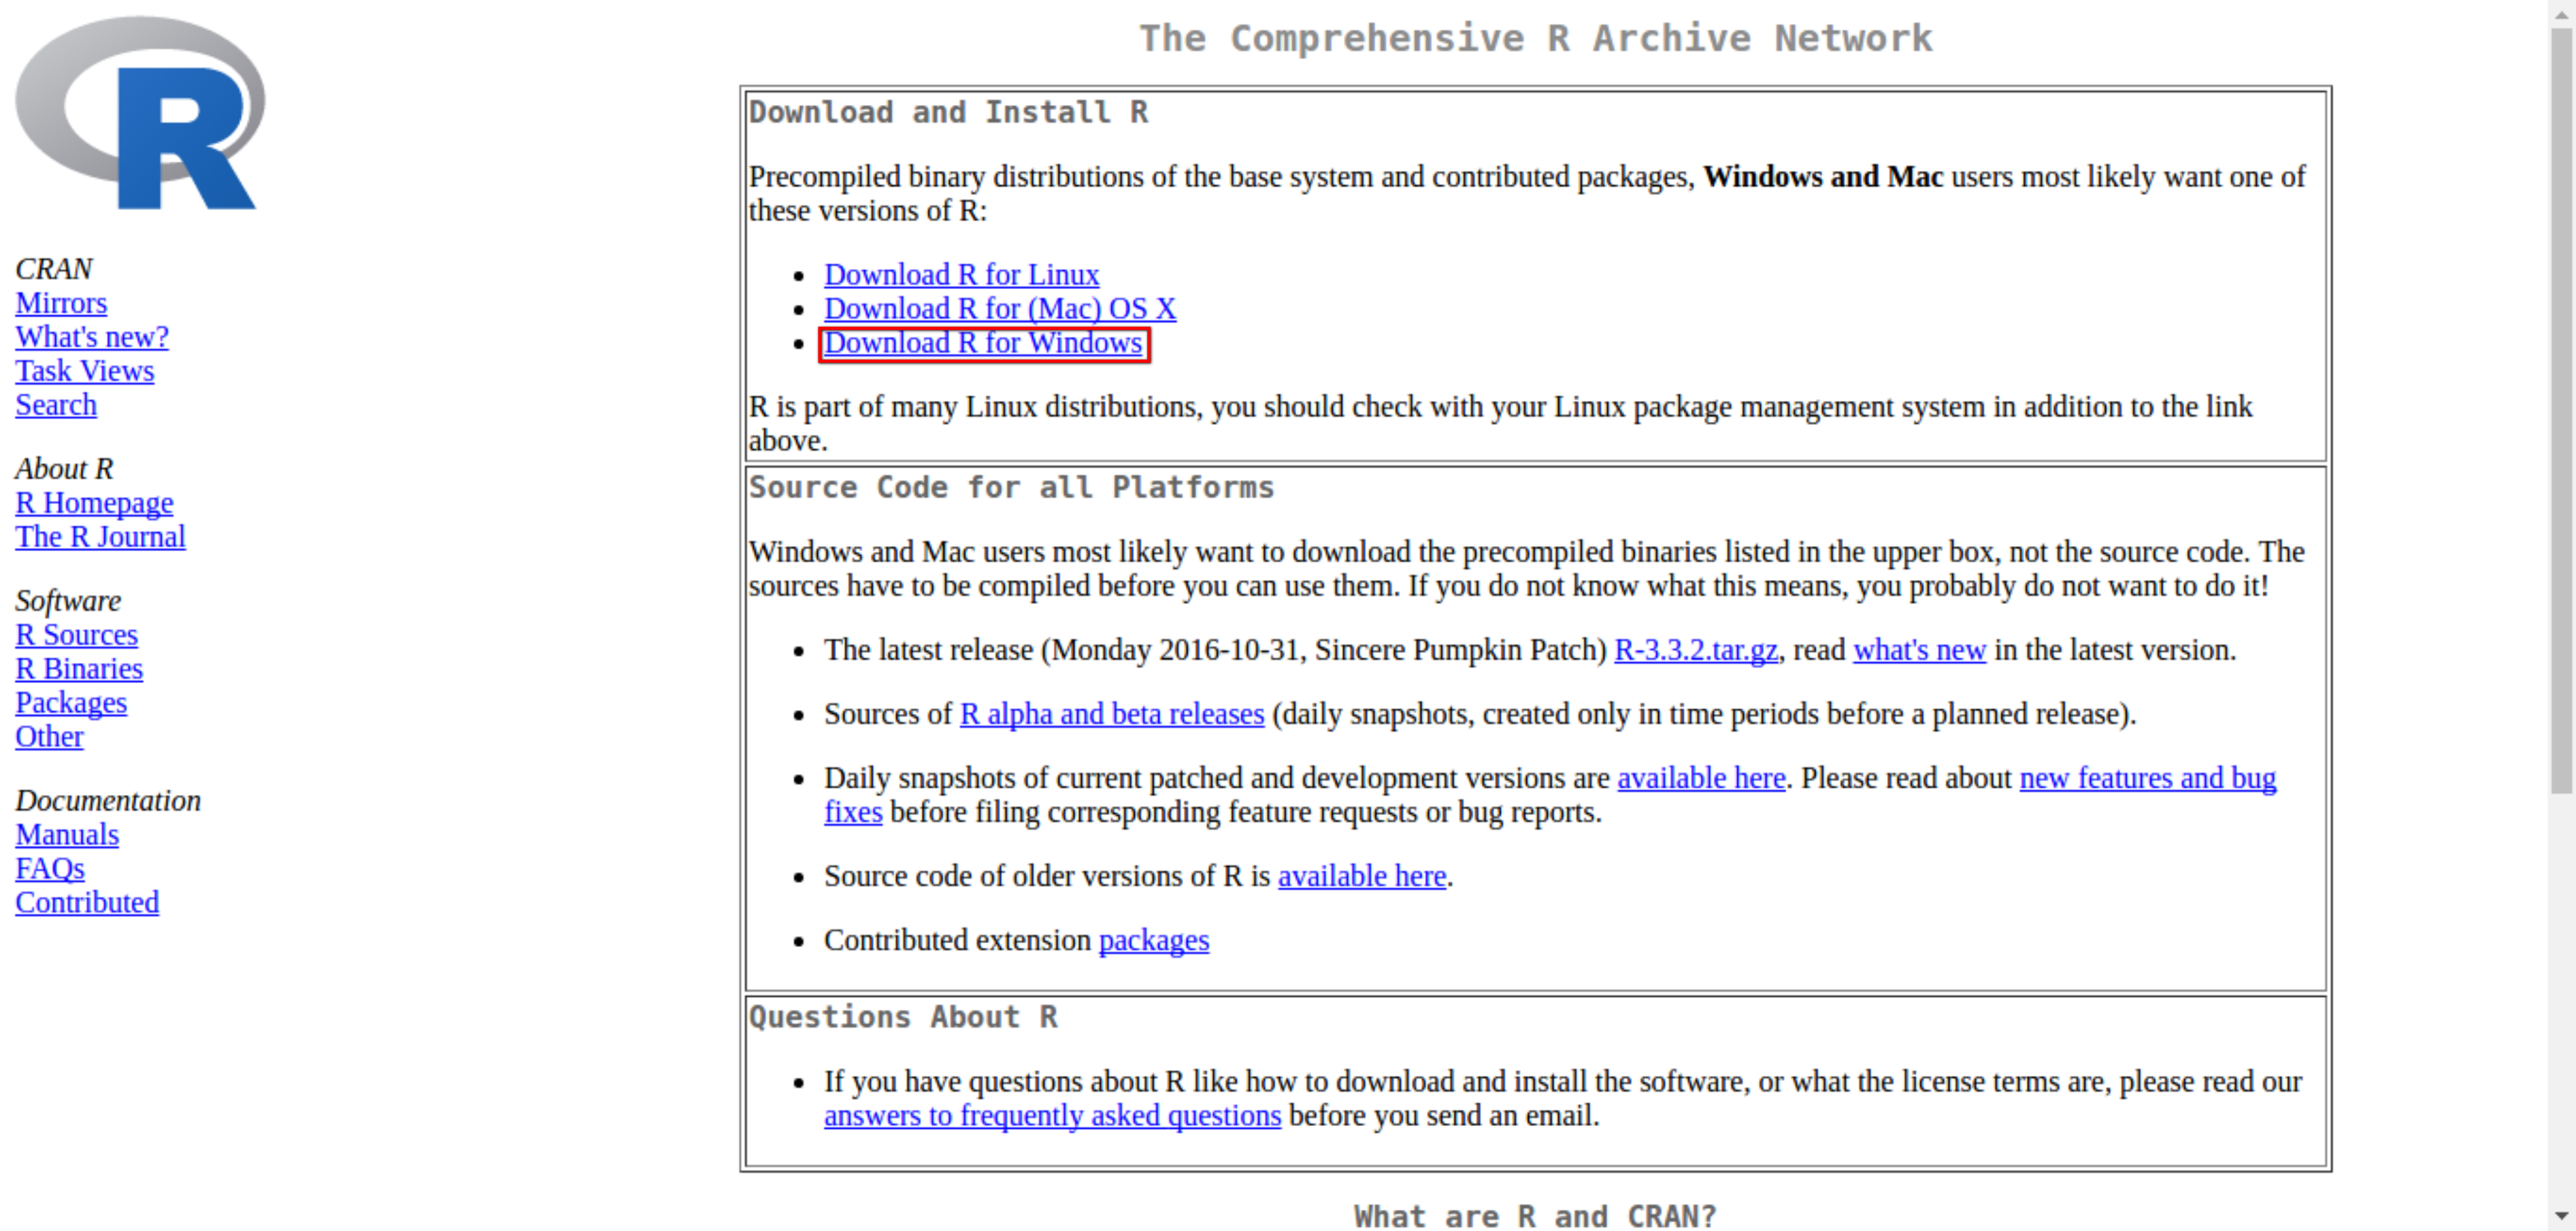 R
CRAN
Mirrors
What's new?
Task Views
Search
About R
R Homepage
The R Journal
Software
R Sources
R Binaries
Packages
Other
Documentation
Manuals
FAQs
Contributed
The Comprehensive R Archive Network
Download and Install R
Precompiled binary distributions of the base system and contributed packages, Windows and Mac users most likely want one of
these versions of R:
Download R for Linux
Download R for (Mac) OS X
Download R for Windows
R is part of many Linux distributions, you should check with your Linux package management system in addition to the link
above.
Source Code for all Platforms
Windows and Mac users most likely want to download the precompiled binaries listed in the upper box, not the source code. The
sources have to be compiled before you can use them. If you do not know what this means, you probably do not want to do it!
The latest release (Monday 2016-10-31, Sincere Pumpkin Patch) R-3.3.2.tar.gz, read what's new in the latest version.
Sources of R alpha and beta releases (daily snapshots, created only in time periods before a planned release).
Daily snapshots of current patched and development versions are available here. Please read about new features and bug
fixes before filing corresponding feature requests or bug reports.
Source code of older versions of R is available here.
Contributed extension packages
Questions About R
If you have questions about R like how to download and install the software, or what the license terms are, please read our
answers to frequently asked questions before you send an email.
What are R and CRAN?